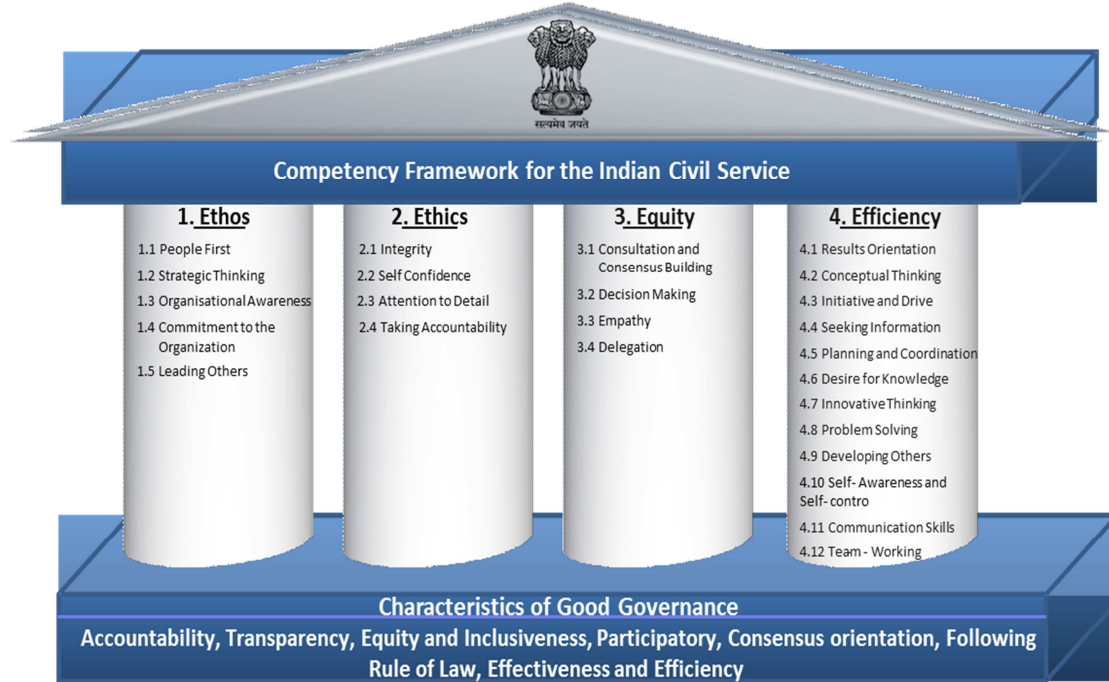 सत्यमेव जयते
Competency Framework for the Indian Civil Service
1. Ethos
1.1 People First
1.2 Strategic Thinking
1.3 Organisational Awareness
1.4 Commitment to the
Organization
1.5 Leading Others
2. Ethics
2.1 Integrity
2.2 Self Confidence
2.3 Attention to Detail
2.4 Taking Accountability
3. Equity
3.1 Consultation and
Consensus Building
3.2 Decision Making
3.3 Empathy
3.4 Delegation
4. Efficiency
4.1 Results Orientation
4.2 Conceptual Thinking
4.3 Initiative and Drive
4.4 Seeking Information
4.5 Planning and Coordination
4.6 Desire for Knowledge
4.7 Innovative Thinking
4.8 Problem Solving
4.9 Developing Others
4.10 Self- Awareness and
Self- contro
4.11 Communication Skills
4.12 Team - Working
Characteristics of Good Governance
Accountability, Transparency, Equity and Inclusiveness, Participatory, Consensus orientation, Following
Rule of Law, Effectiveness and Efficiency